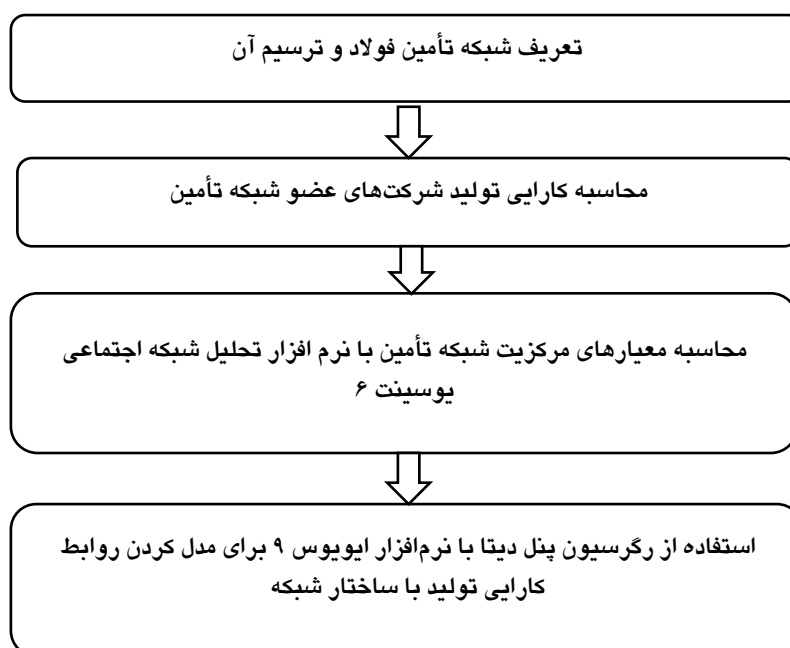 تعریف شبکه تأمین فولاد و ترسیم آن
محاسبه کارایی تولید شرکت‌های عضو شبکه تأمین
محاسبه معیارهای مرکزیت شبکه تأمین با نرم افزار تحلیل شبکه اجتماعی
یوسینت ۶
استفاده از رگرسیون پنل دیتا با نرم‌افزار ایویوس ۹ برای مدل کردن روابط
کارایی تولید با ساختار شبکه